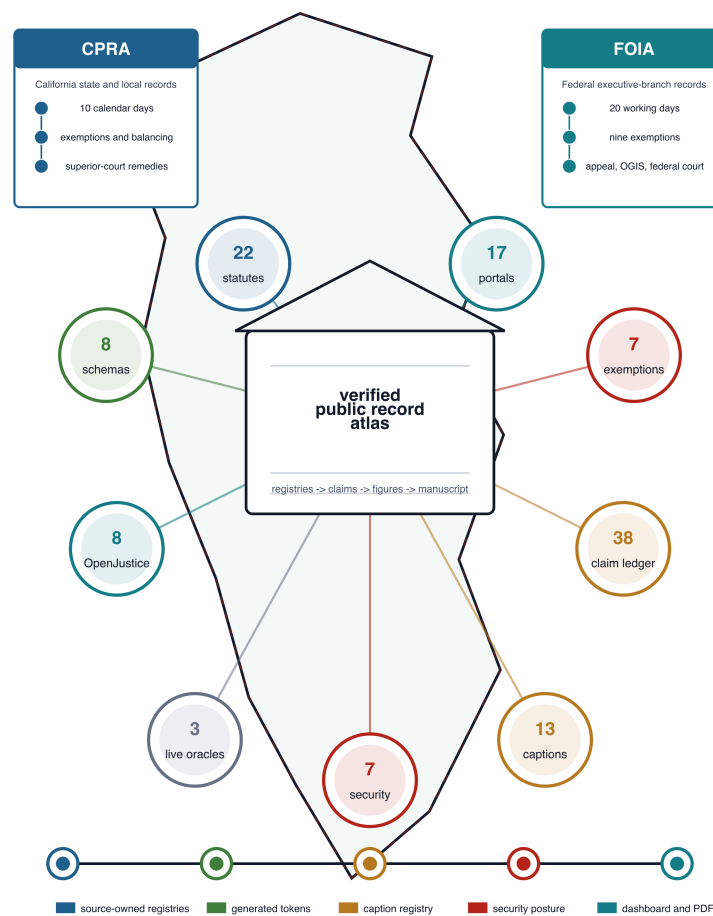 CPRA
California state and local records
10 calendar days
exemptions and balancing
superior-court remedies
FOIA
Federal executive-branch records
20 working days
nine exemptions
appeal, OGIS, federal court
22
statutes
17
portals
8
schemas
7
exemptions
verified
public record
atlas
registries -> claims -> figures -> manuscript
8
OpenJustice
38
claim ledger
3
live oracles
7
security
13
captions
source-owned registries
generated tokens
caption registry
security posture
dashboard and PDF